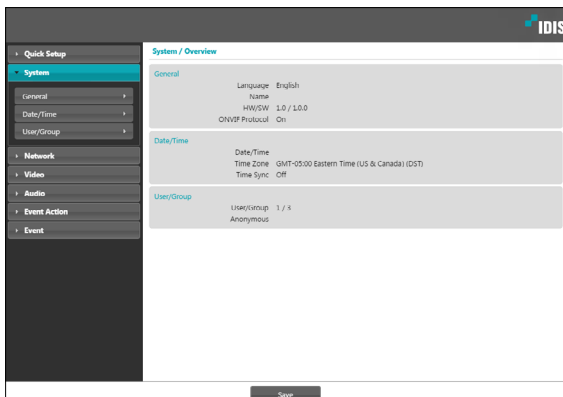 IDIS
Quick Setup
System
General
Date/Time
User/Group
Network
Video
Audio
Event Action
Event
System / Overview
General
Language English
Name
HW/SW 1.0 / 1.0.0
ONVIF Protocol On
Date/Time
Date/Time
Time Zone GMT-05:00 Eastern Time (US & Canada) (DST)
Time Sync Off
User/Group
User/Group 1 / 3
Anonymous
Save